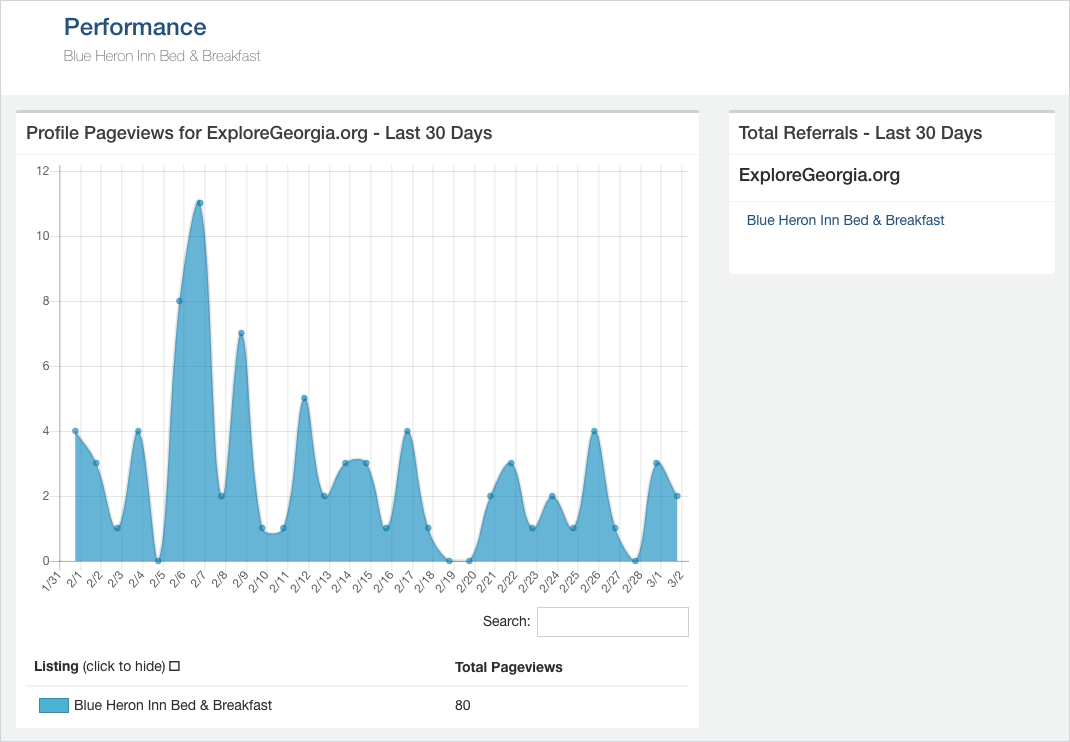 Performance
Blue Heron Inn Bed & Breakfast
Profile Pageviews for ExploreGeorgia.org - Last 30 Days
12
10
8
6
4
2
0
1/31 2/1 2/2 2/3 2/4 2/5 2/6 2/7 2/8 2/9 2/10 2/11 2/12 2/13 2/14 2/15 2/16 2/17 2/18 2/19 2/20 2/21 2/22 2/23 2/24 2/25 2/26 2/27 2/28 3/1 3/2
Search:
Listing (click to hide) Total Pageviews
Blue Heron Inn Bed & Breakfast 80
Total Referrals - Last 30 Days
ExploreGeorgia.org
Blue Heron Inn Bed & Breakfast